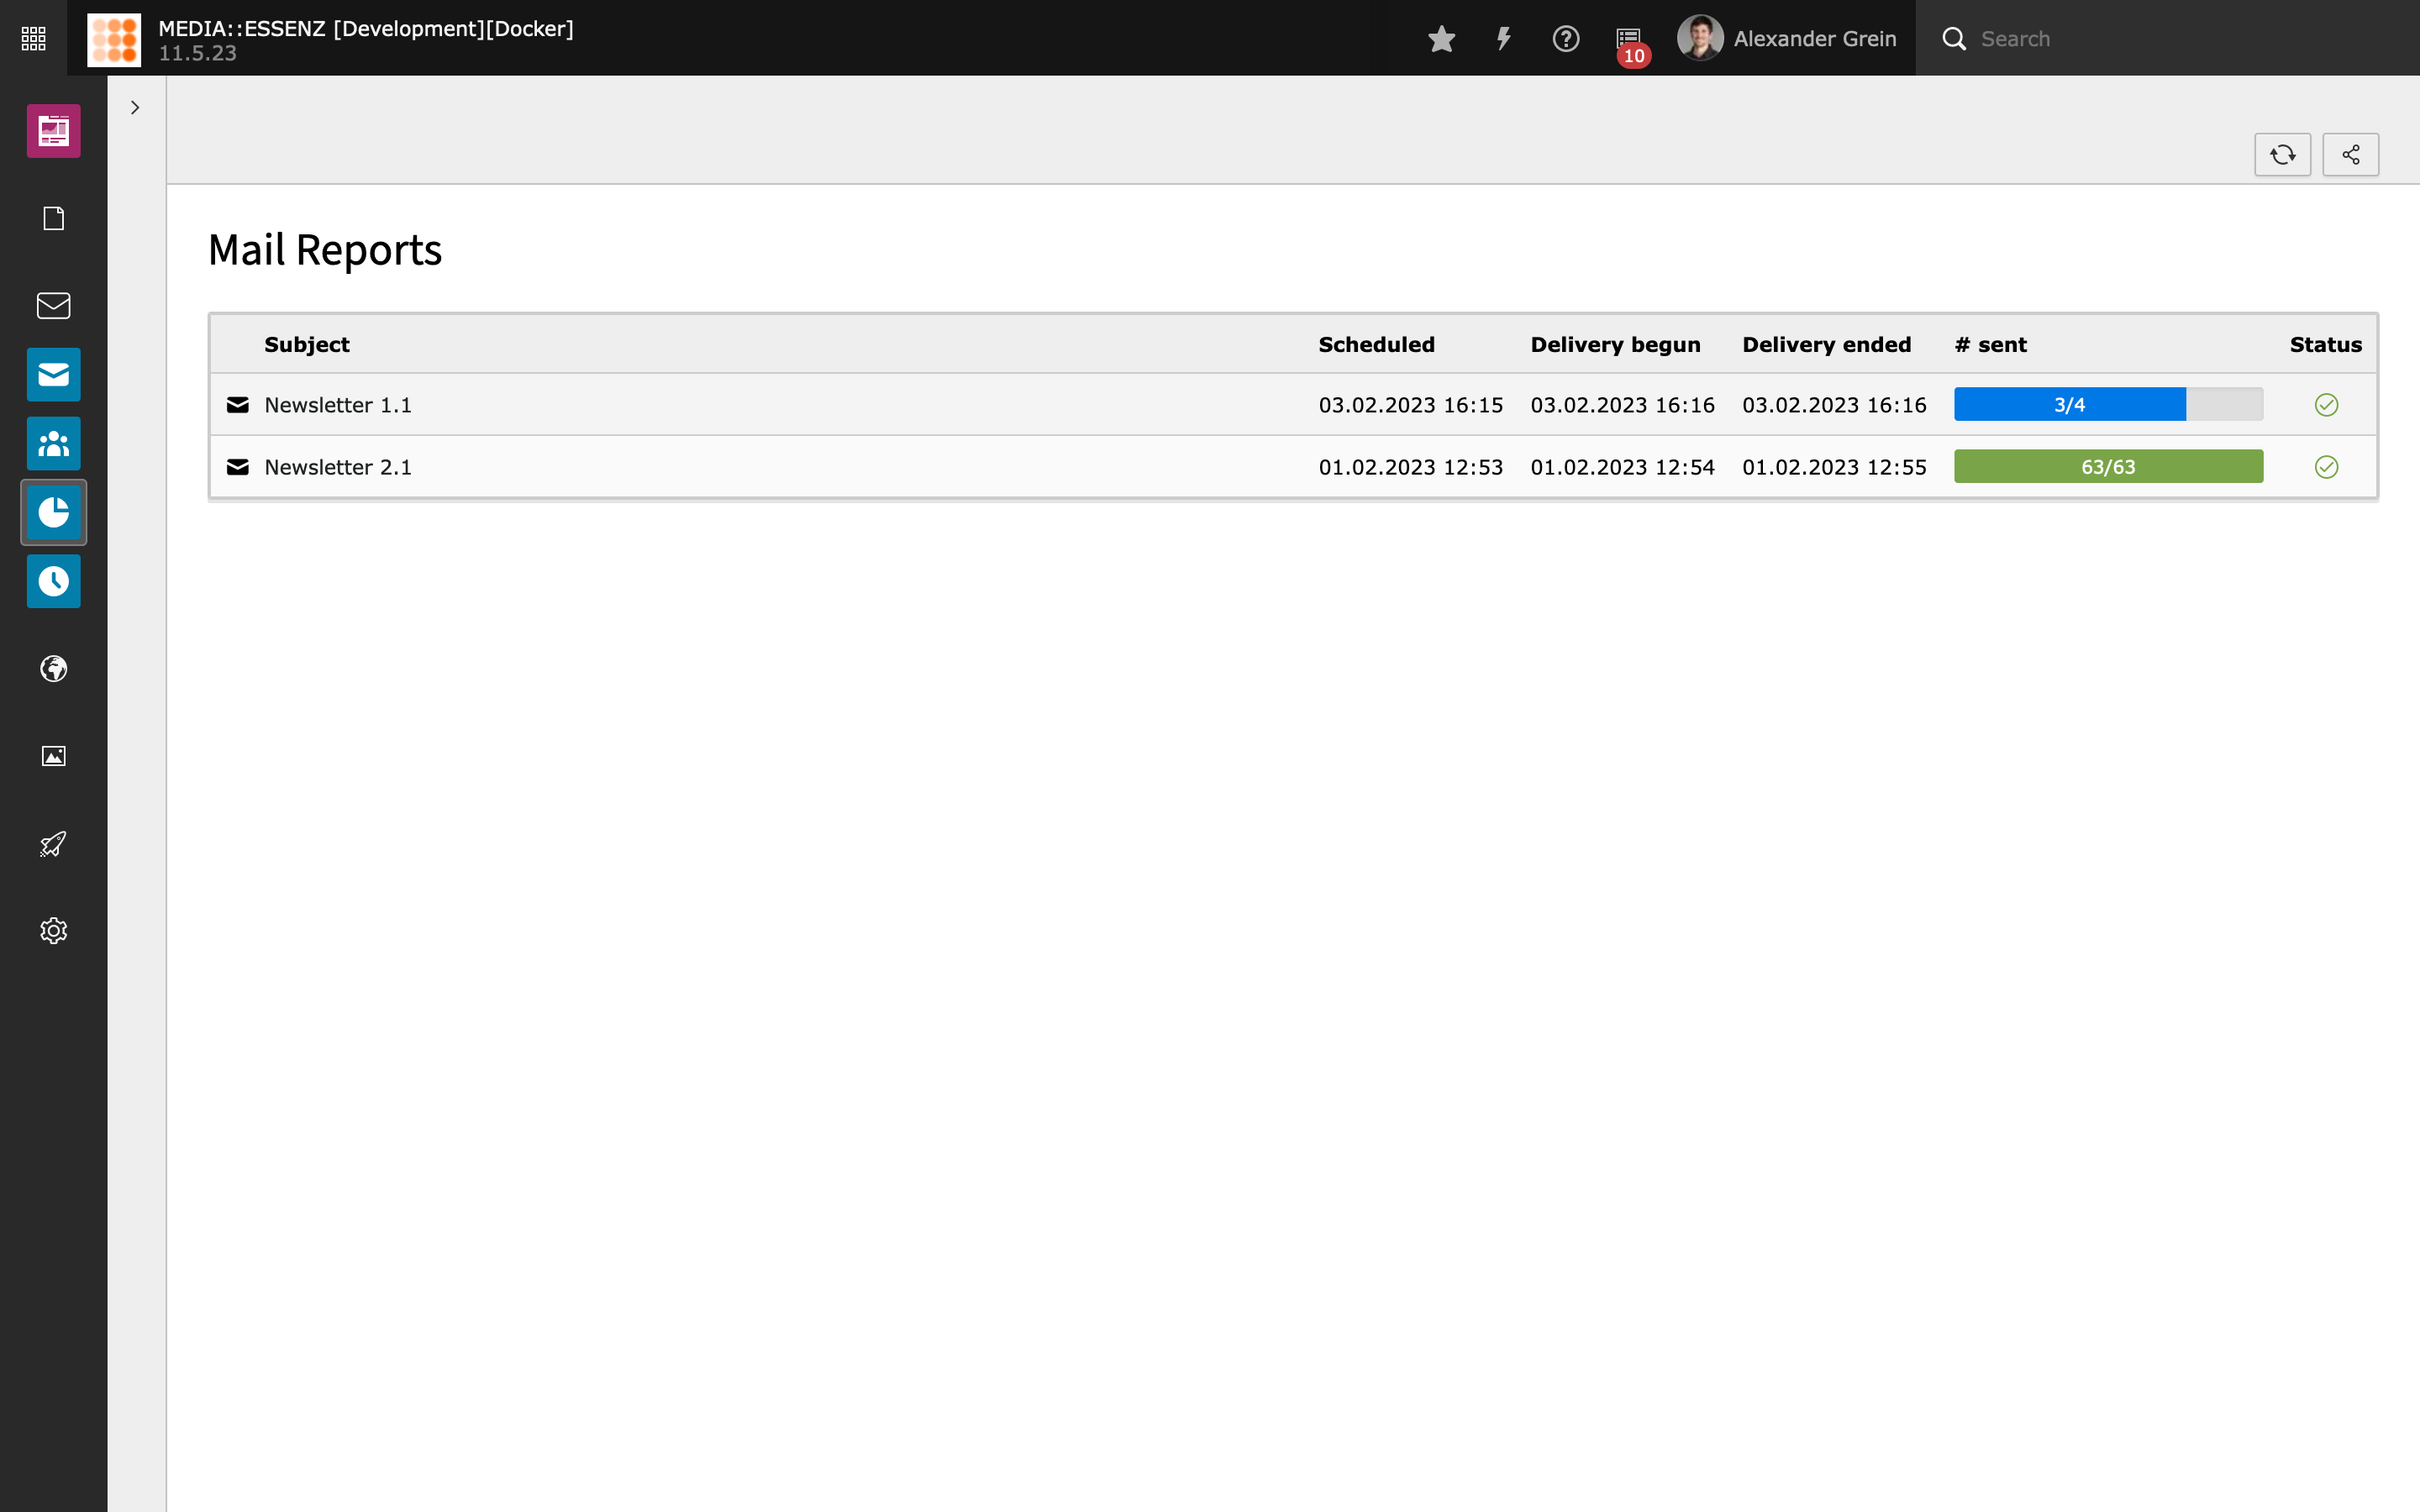 MEDIA::ESSENZ [Development][Docker]
11.5.23
10
Alexander Grein
Search
Mail Reports
Subject Scheduled Delivery begun Delivery ended # sent Status
Newsletter 1.1 03.02.2023 16:15 03.02.2023 16:16 03.02.2023 16:16 3/4
Newsletter 2.1 01.02.2023 12:53 01.02.2023 12:54 01.02.2023 12:55 63/63